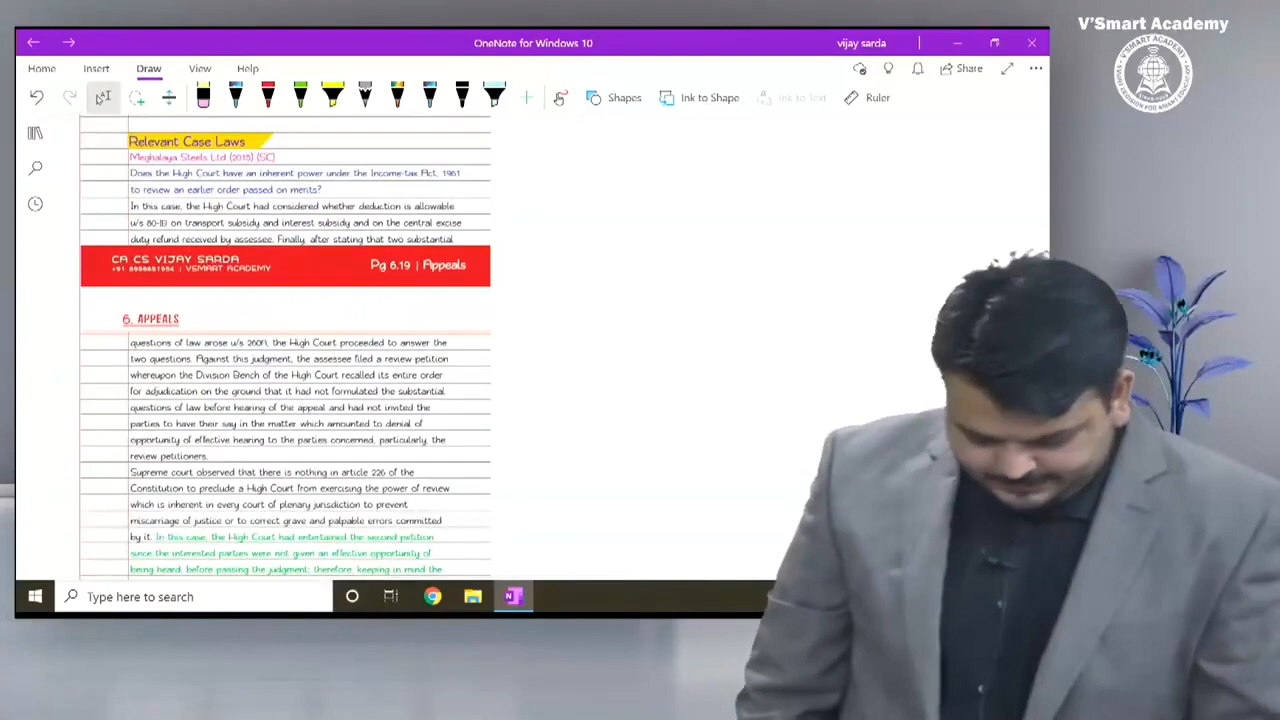 V'Smart Academy
OneNote for Windows 10
vijay sarda
Home Insert Draw View Help
Share
Shapes Ink to Shape Ink to Text Ruler
Relevant Case Laws
Meghalaya Steels Ltd (2015) (SC)
Does the High Court have an inherent power under the Income-tax Act, 1961
to review an earlier order passed on merits?
In this case, the High Court had considered whether deduction is allowable
u/s 80-IB on transport subsidy and interest subsidy and on the central excise
duty refund received by assessee. Finally, after stating that two substantial
CA CS VIJAY SARDA
| VSMART ACADEMY
Pg 6.19 | Appeals
6. APPEALS
questions of law arose u/s 260A, the High Court proceeded to answer the
two questions. Against this judgment, the assessee filed a review petition
whereupon the Division Bench of the High Court recalled its entire order
for adjudication on the ground that it had not formulated the substantial
questions of law before hearing of the appeal and had not invited the
parties to have their say in the matter which amounted to denial of
opportunity of effective hearing to the parties concerned, particularly, the
review petitioners.
Supreme court observed that there is nothing in article 226 of the
Constitution to preclude a High Court from exercising the power of review
which is inherent in every court of plenary jurisdiction to prevent
miscarriage of justice or to correct grave and palpable errors committed
by it. In this case, the High Court had entertained the second petition
since the interested parties were not given an effective opportunity of
being heard, before passing the judgment; therefore, keeping in mind the
Type here to search